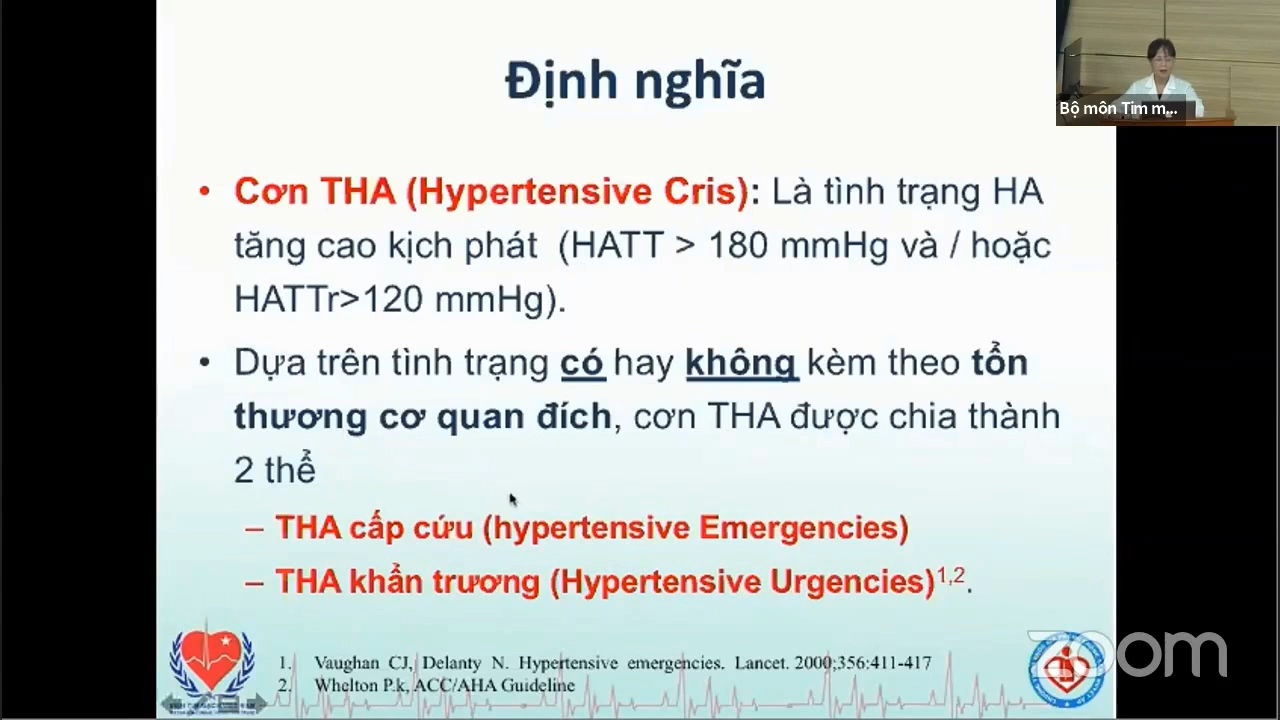 Định nghĩa
Bộ môn Tim m...
• Cơn THA (Hypertensive Cris): Là tình trạng HA
tăng cao kịch phát (HATT > 180 mmHg và / hoặc
HATTr>120 mmHg).
• Dựa trên tình trạng có hay không kèm theo tổn
thương cơ quan đích, cơn THA được chia thành
2 thể
– THA cấp cứu (hypertensive Emergencies)
– THA khẩn trương (Hypertensive Urgencies)1,2.
1. Vaughan CJ, Delanty N. Hypertensive emergencies. Lancet. 2000;356:411-417
2. Whelton P.k, ACC/AHA Guideline
zoom